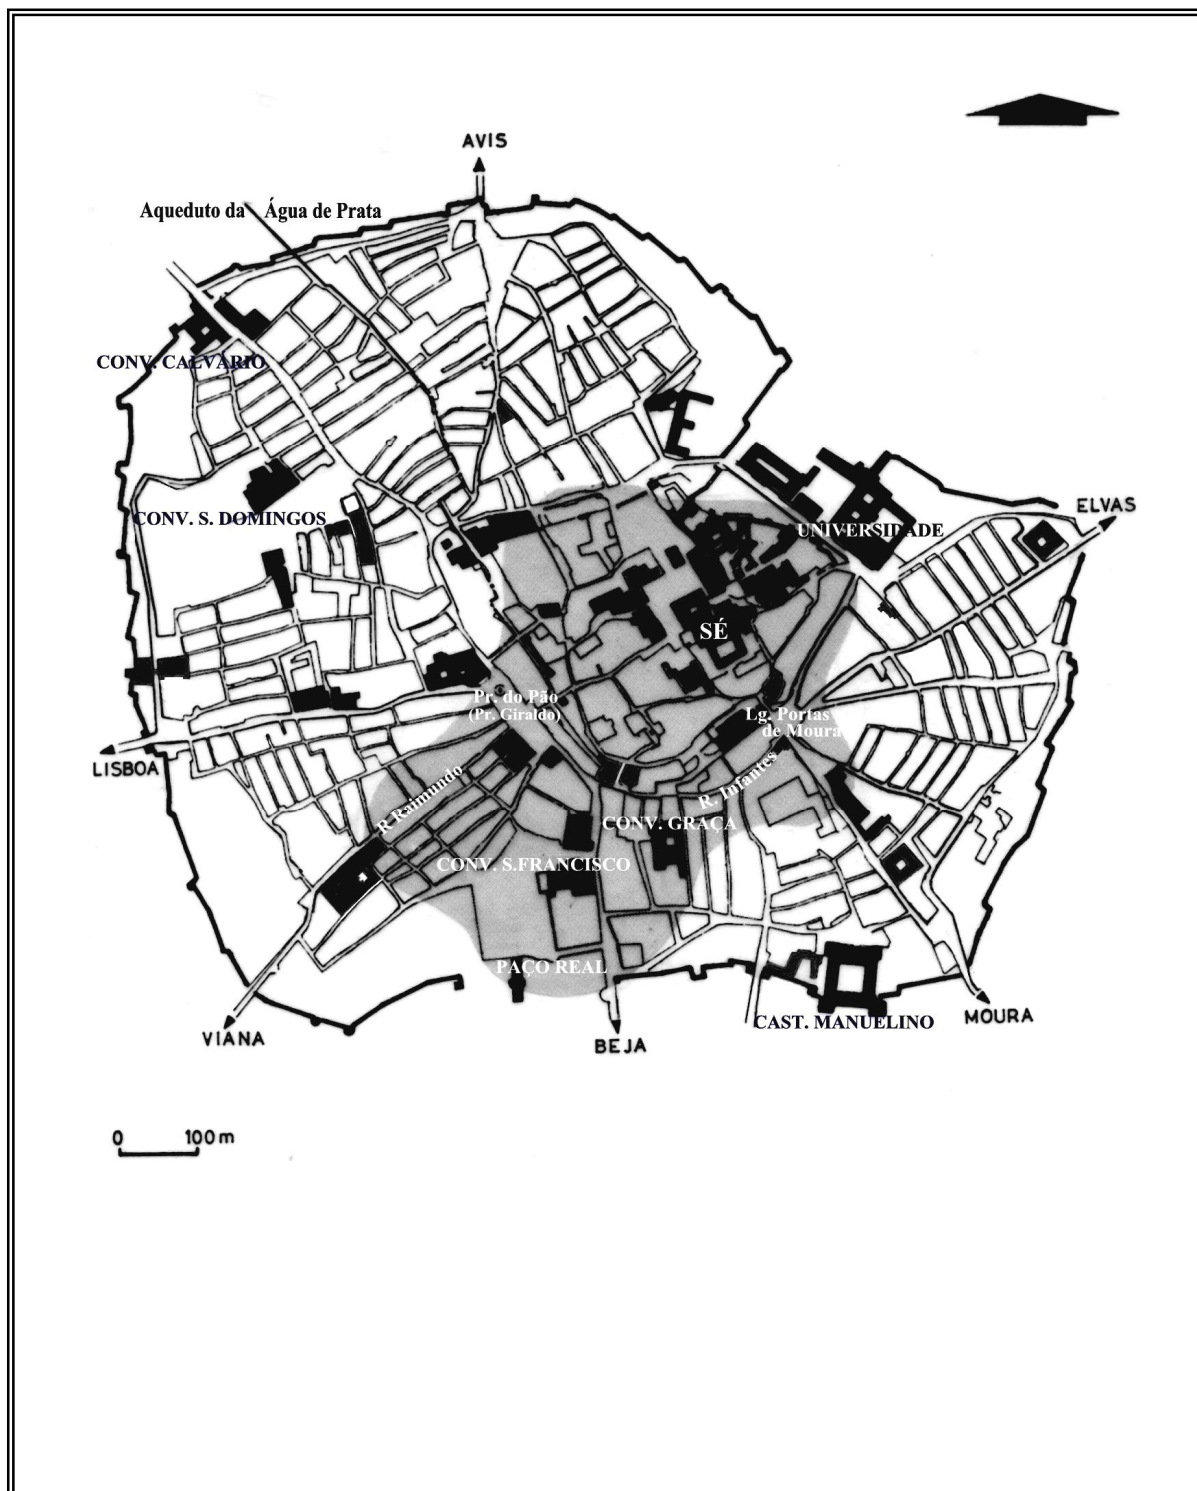 AVIS
Aqueduto da Água de Prata
CONV. CALVÁRIO
CONV. S. DOMINGOS
ELVAS
UNIVERSIDADE
SÉ
Pr. do Pão
(Pr. Giraldo)
Lg. Portas
de Moura
LISBOA
R Raimundo
R. Infantes
CONV. GRAÇA
CONV. S.FRANCISCO
PAÇO REAL
CAST. MANUELINO
MOURA
VIANA
BEJA
0 100 m